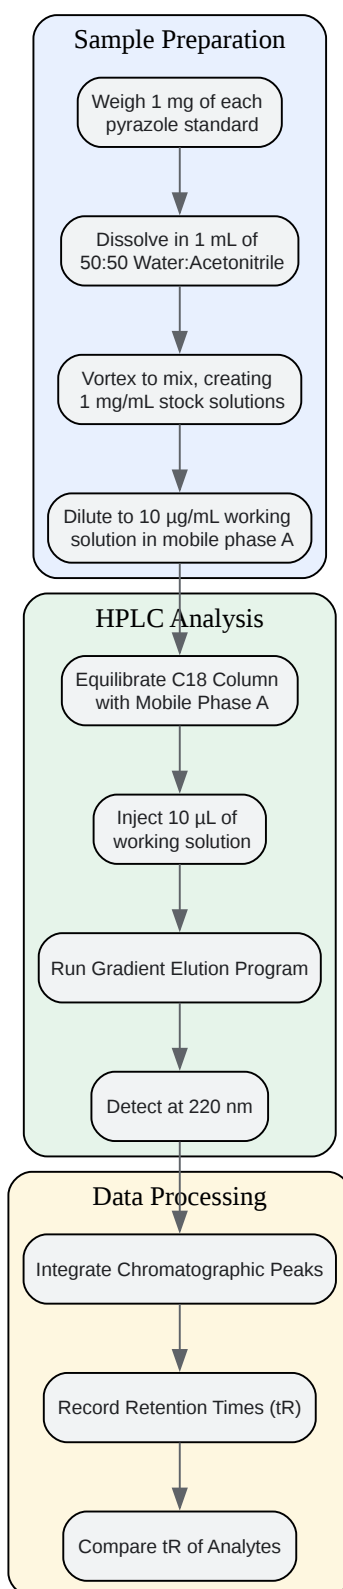 Sample Preparation
Weigh 1 mg of each
pyrazole standard
Dissolve in 1 mL of
50:50 Water:Acetonitrile
Vortex to mix, creating
1 mg/mL stock solutions
Dilute to 10 µg/mL working
solution in mobile phase A
HPLC Analysis
Equilibrate C18 Column
with Mobile Phase A
Inject 10 µL of
working solution
Run Gradient Elution Program
Detect at 220 nm
Data Processing
Integrate Chromatographic Peaks
Record Retention Times (tR)
Compare tR of Analytes